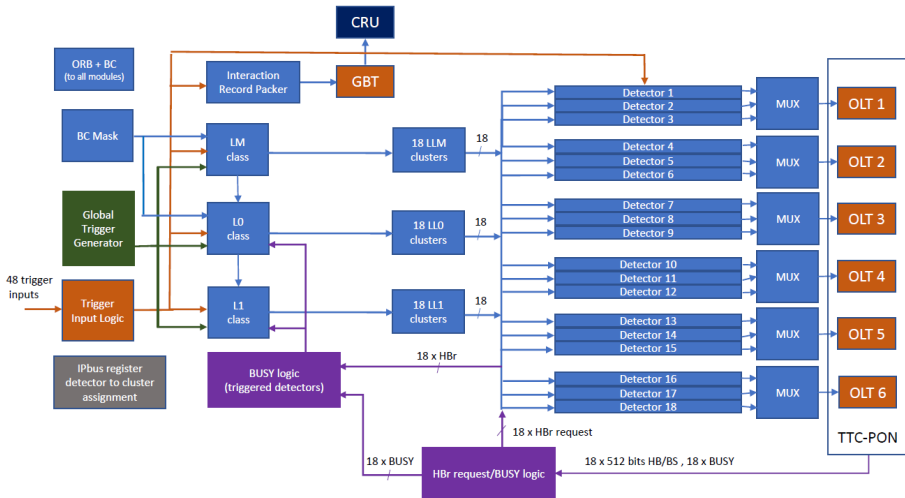 CRU
ORB + BC
(to all modules)
Interaction
Record Packer
GBT
Detector 1
Detector 2
Detector 3
MUX
OLT 1
BC Mask
LM
class
18 LLM
clusters
18
Detector 4
Detector 5
Detector 6
MUX
OLT 2
Global
Trigger
Generator
L0
class
18 LL0
clusters
18
Detector 7
Detector 8
Detector 9
MUX
OLT 3
48 trigger
inputs
Trigger
Input Logic
L1
class
18 LL1
clusters
18
Detector 10
Detector 11
Detector 12
MUX
OLT 4
Detector 13
Detector 14
Detector 15
MUX
OLT 5
IPbus register
detector to cluster
assignment
BUSY logic
(triggered detectors)
18 x HBr
Detector 16
Detector 17
Detector 18
MUX
OLT 6
18 x HBr request
TTC-PON
18 x BUSY
HBr request/BUSY logic
18 x 512 bits HB/BS , 18 x BUSY